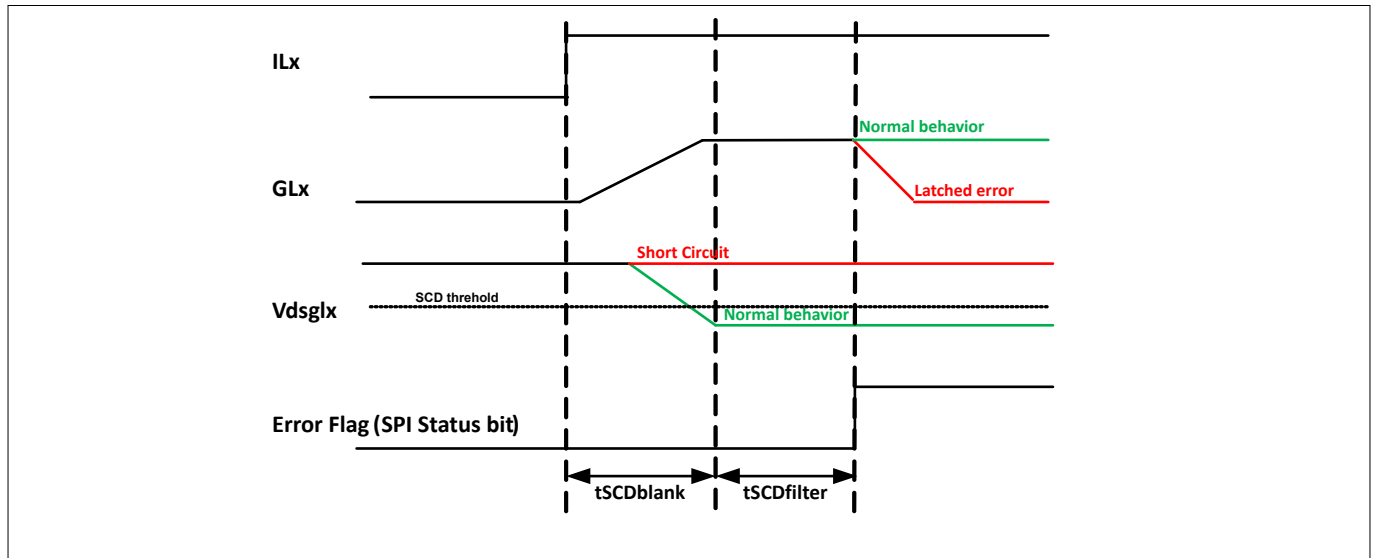 ILx
Normal behavior
GLx
Latched error
Short Circuit
SCD threhold
Vdsglx
Normal behavior
Error Flag (SPI Status bit)
tSCDblank
tSCDfilter